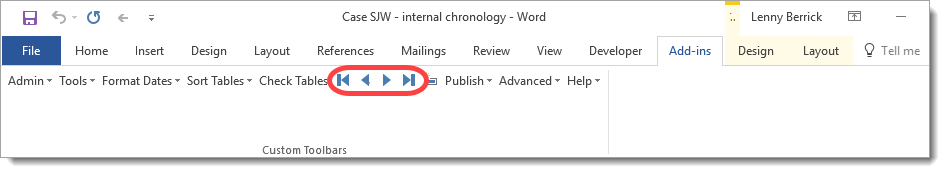 Case SJW - internal chronology - Word
Lenny Berrick
File Home Insert Design Layout References Mailings Review View Developer Add-ins Design Layout Tell me
Admin Tools Format Dates Sort Tables Check Tables Publish Advanced Help
Custom Toolbars